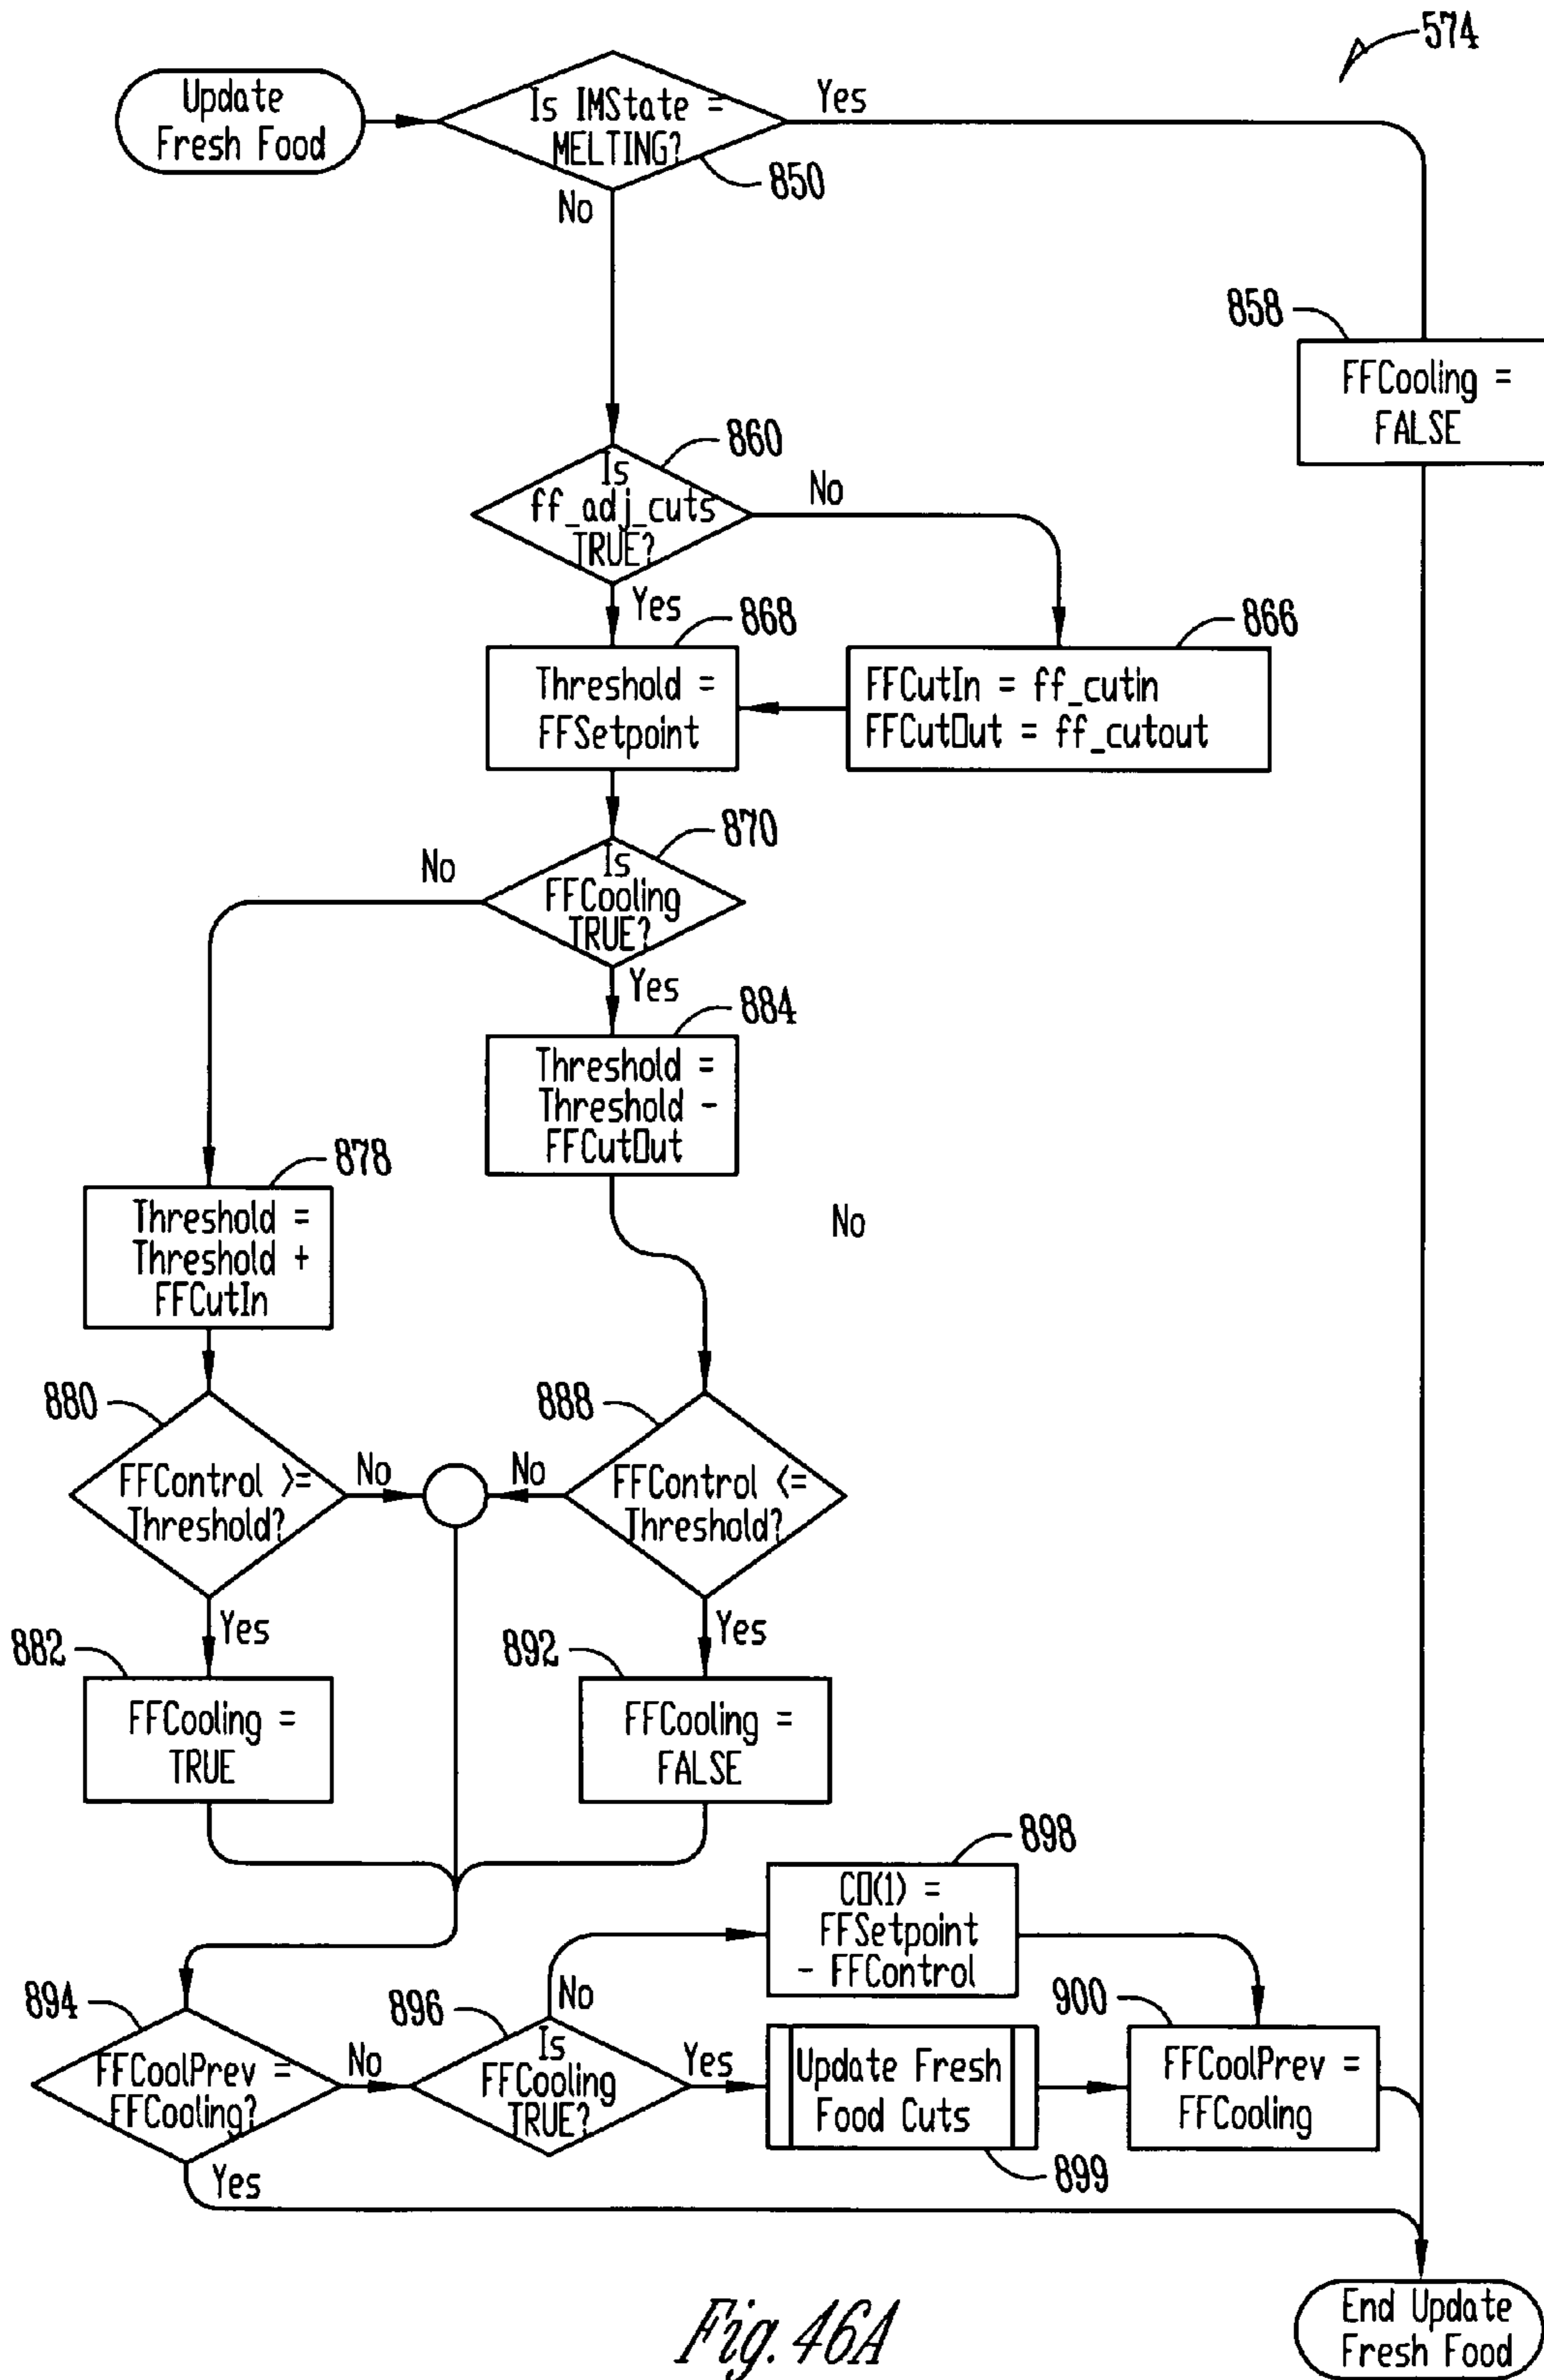 574
Update
Fresh Food
Is IMState =
MELTING?
Yes
850
No
858
FFCooling =
FALSE
860
Is
ff_adj_cuts
TRUE?
No
Yes
868
866
Threshold =
FFSetpoint
FFCutIn = ff_cutin
FFCutOut = ff_cutout
870
No
Is
FFCooling
TRUE?
Yes
884
Threshold =
Threshold -
FFCutOut
878
Threshold =
Threshold +
FFCutIn
No
880
888
FFControl >=
Threshold?
No
No
FFControl <=
Threshold?
Yes
Yes
882
892
FFCooling =
TRUE
FFCooling =
FALSE
898
CO(1) =
FFSetpoint
- FFControl
894
896
No
900
FFCoolPrev =
FFCooling?
No
Is
FFCooling
TRUE?
Yes
Update Fresh
Food Cuts
FFCoolPrev =
FFCooling
899
Yes
End Update
Fresh Food
Fig. 46A